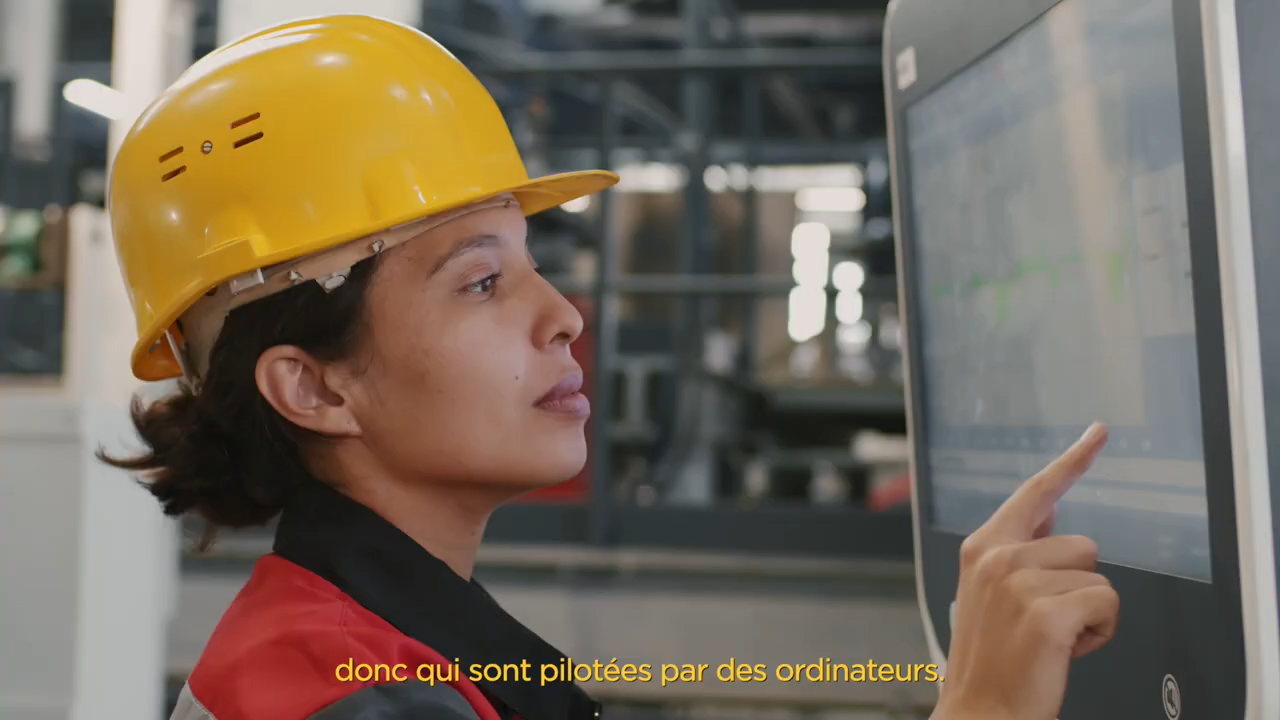 donc qui sont pilotées par des ordinateurs.